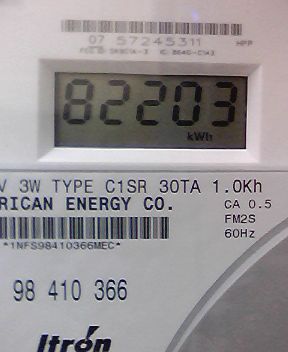 07 57245311 HPP
82203
kWh
V 3W TYPE C1SR 30TA 1.0Kh
RICAN ENERGY CO.
CA 0.5
FM2S
60Hz
*1NFS98410366MEC*
98 410 366
Itron